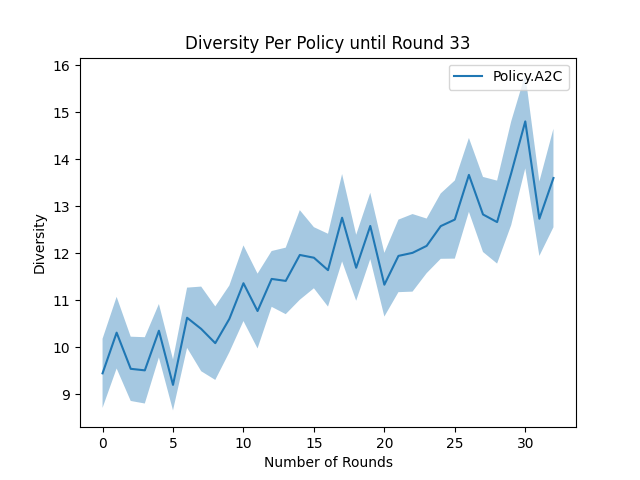 Diversity Per Policy until Round 33
Policy.A2C
16
15
14
13
12
11
10
9
Diversity
0 5 10 15 20 25 30
Number of Rounds